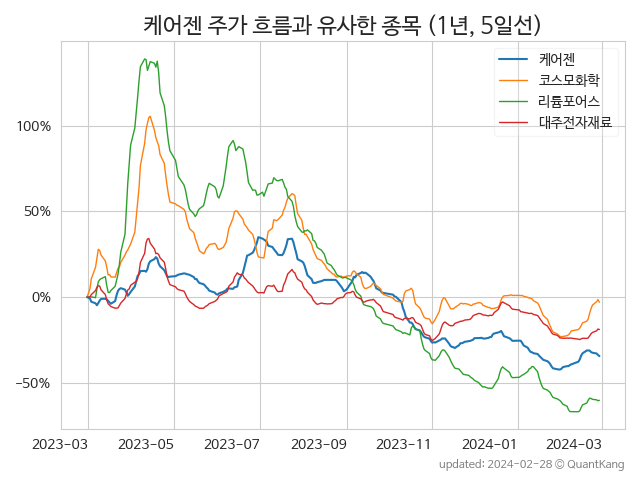 케어젠 주가 흐름과 유사한 종목 (1년, 5일선)
케어젠
코스모화학
리튬포어스
대주전자재료
100%
50%
0%
−50%
2023-03 2023-05 2023-07 2023-09 2023-11 2024-01 2024-03
updated: 2024-02-28 ⓒ QuantKang